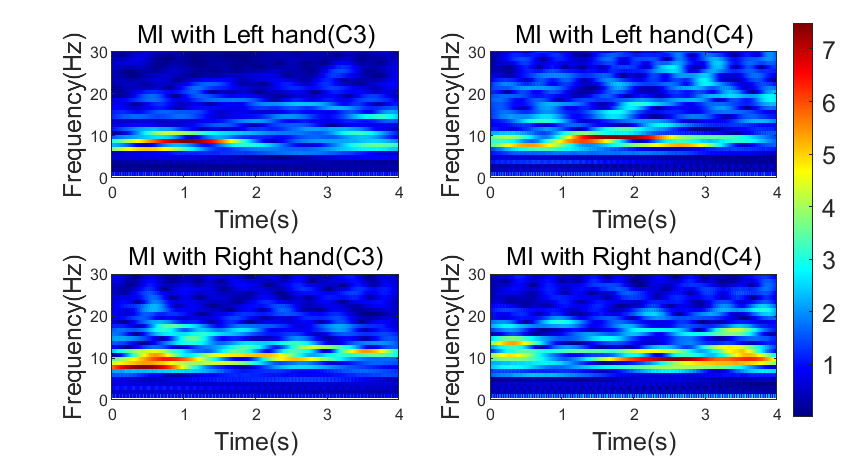 MI with Left hand(C3)
Frequency(Hz)
30
20
10
0
0 1 2 3 4
Time(s)
MI with Left hand(C4)
Frequency(Hz)
30
20
10
0
0 1 2 3 4
Time(s)
MI with Right hand(C3)
Frequency(Hz)
30
20
10
0
0 1 2 3 4
Time(s)
MI with Right hand(C4)
Frequency(Hz)
30
20
10
0
0 1 2 3 4
Time(s)
7
6
5
4
3
2
1